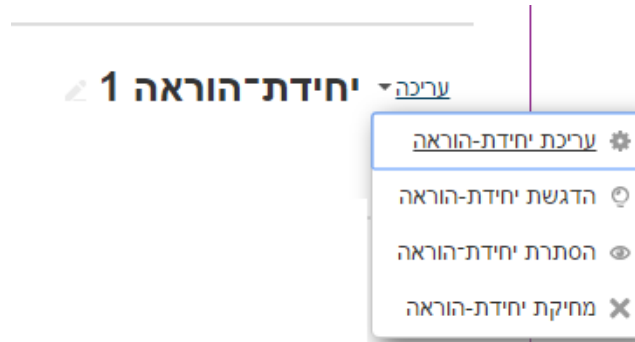 עריכה
יחידת־הוראה 1
עריכת יחידת-הוראה
הדגשת יחידת-הוראה
הסתרת יחידת־הוראה
מחיקת יחידת-הוראה